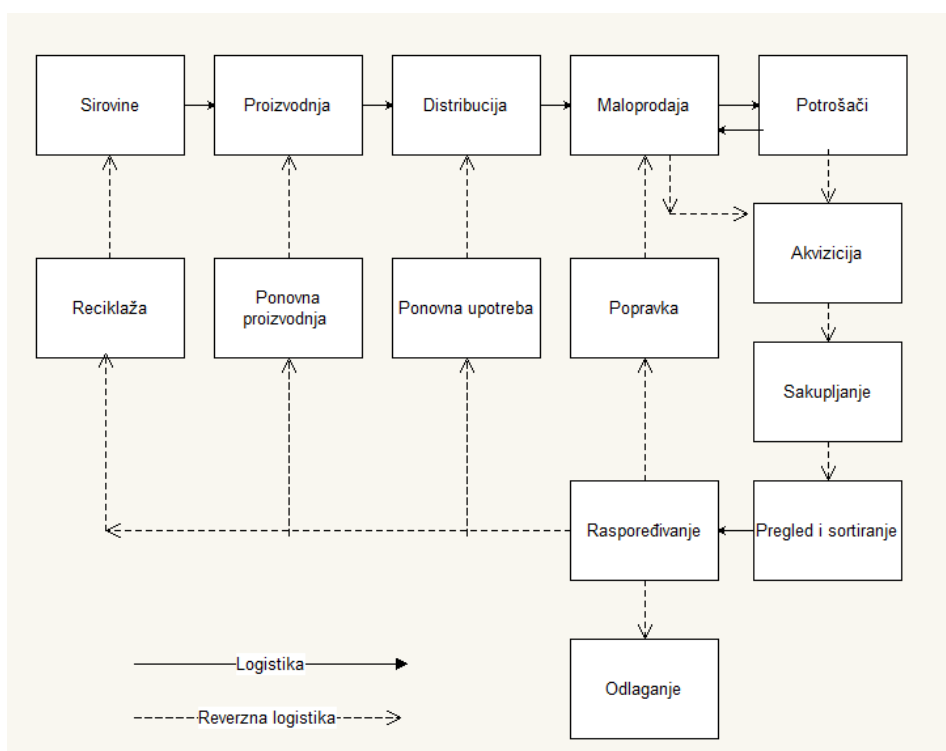 Sirovine
Proizvodnja
Distribucija
Maloprodaja
Potrošači
Akvizicija
Reciklaža
Ponovna
proizvodnja
Ponovna upotreba
Popravka
Sakupljanje
Raspoređivanje
Pregled i sortiranje
Logistika
Odlaganje
Reverzna logistika